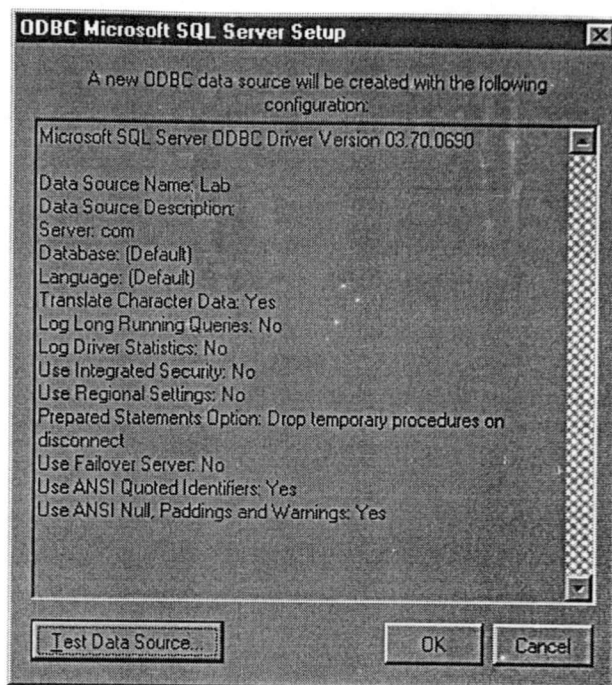 ODBC Microsoft SQL Server Setup
A new ODBC data source will be created with the following
configuration:
Microsoft SQL Server ODBC Driver Version 03.70.0690
Data Source Name: Lab
Data Source Description:
Server: com
Database: (Default)
Language: (Default)
Translate Character Data: Yes
Log Long Running Queries: No
Log Driver Statistics: No
Use Integrated Security: No
Use Regional Settings: No
Prepared Statements Option: Drop temporary procedures on
disconnect
Use Failover Server: No
Use ANSI Quoted Identifiers: Yes
Use ANSI Null, Paddings and Warnings: Yes
Test Data Source...
OK
Cancel